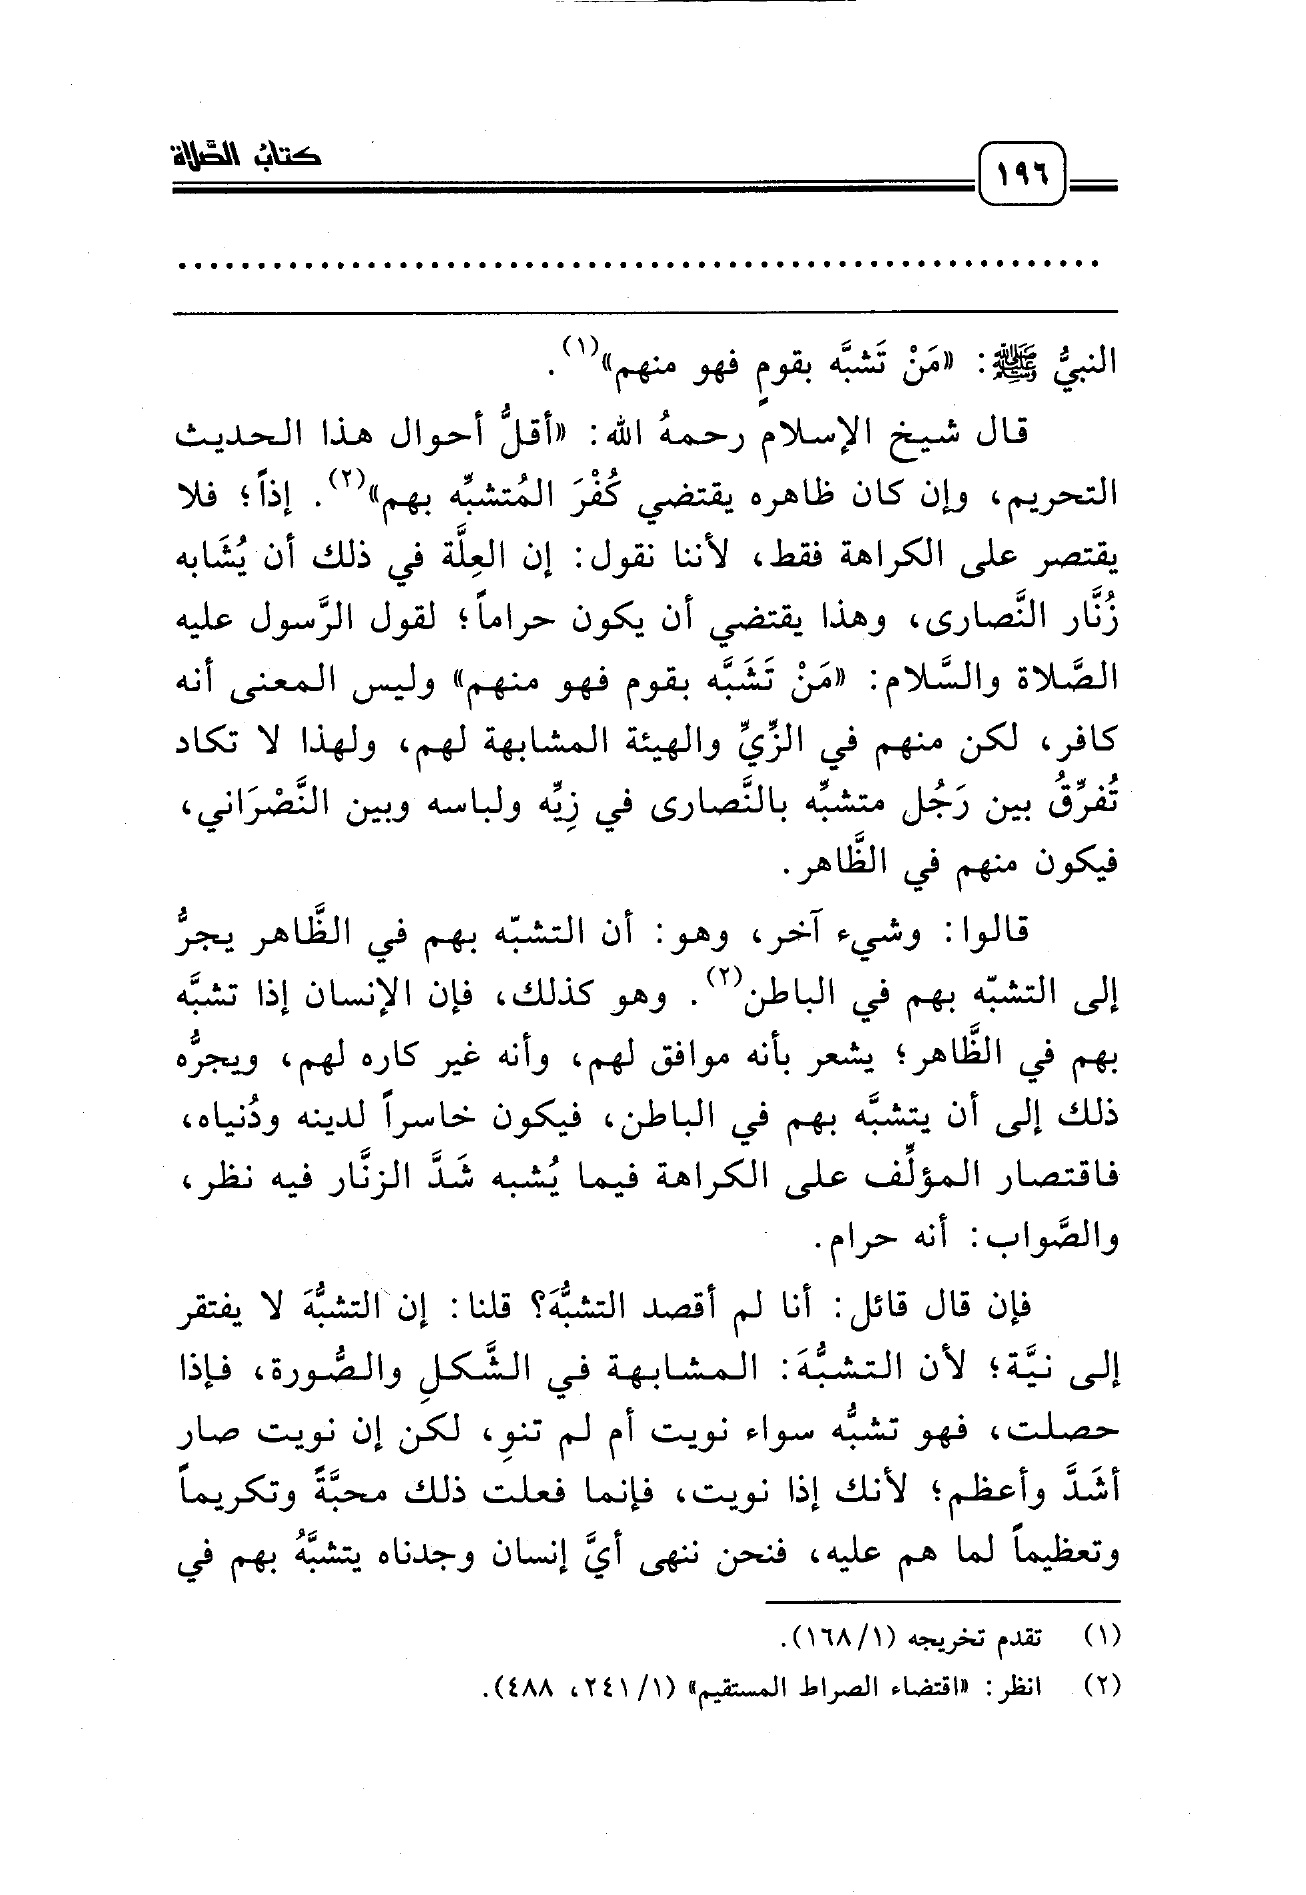 ١٩٦
كتابُ الصَّلاة
النبيُّ ﷺ: «مَنْ تَشبَّه بقومٍ فهو منهم»(١).
قال شيخ الإسلام رحمهُ الله: «أقلُّ أحوال هذا الحديث
التحريم، وإن كان ظاهره يقتضي كُفْرَ المُتشبِّه بهم»(٢). إذاً؛ فلا
يقتصر على الكراهة فقط، لأننا نقول: إن العِلَّة في ذلك أن يُشَابه
زُنَّار النَّصارى، وهذا يقتضي أن يكون حراماً؛ لقول الرَّسول عليه
الصَّلاة والسَّلام: «مَنْ تَشَبَّه بقوم فهو منهم» وليس المعنى أنه
كافر، لكن منهم في الزِّيِّ والهيئة المشابهة لهم، ولهذا لا تكاد
تُفرِّقُ بين رَجُل متشبِّه بالنَّصارى في زِيِّه ولباسه وبين النَّصْرَاني،
فيكون منهم في الظَّاهر.
قالوا: وشيء آخر، وهو: أن التشبّه بهم في الظَّاهر يجرُّ
إلى التشبّه بهم في الباطن(٢). وهو كذلك، فإن الإنسان إذا تشبَّه
بهم في الظَّاهر؛ يشعر بأنه موافق لهم، وأنه غير كاره لهم، ويجرُّه
ذلك إلى أن يتشبَّه بهم في الباطن، فيكون خاسراً لدينه ودُنياه،
فاقتصار المؤلِّف على الكراهة فيما يُشبه شَدَّ الزنَّار فيه نظر،
والصَّواب: أنه حرام.
فإن قال قائل: أنا لم أقصد التشبُّهَ؟ قلنا: إن التشبُّهَ لا يفتقر
إلى نيَّة؛ لأن التشبُّهَ: المشابهة في الشَّكلِ والصُّورة، فإذا
حصلت، فهو تشبُّه سواء نويت أم لم تنوِ، لكن إن نويت صار
أشَدَّ وأعظم؛ لأنك إذا نويت، فإنما فعلت ذلك محبَّةً وتكريماً
وتعظيماً لما هم عليه، فنحن ننهى أيَّ إنسان وجدناه يتشبَّهُ بهم في
(١) تقدم تخريجه (١/١٦٨).
(٢) انظر: «اقتضاء الصراط المستقيم» (١/٢٤١، ٤٨٨).